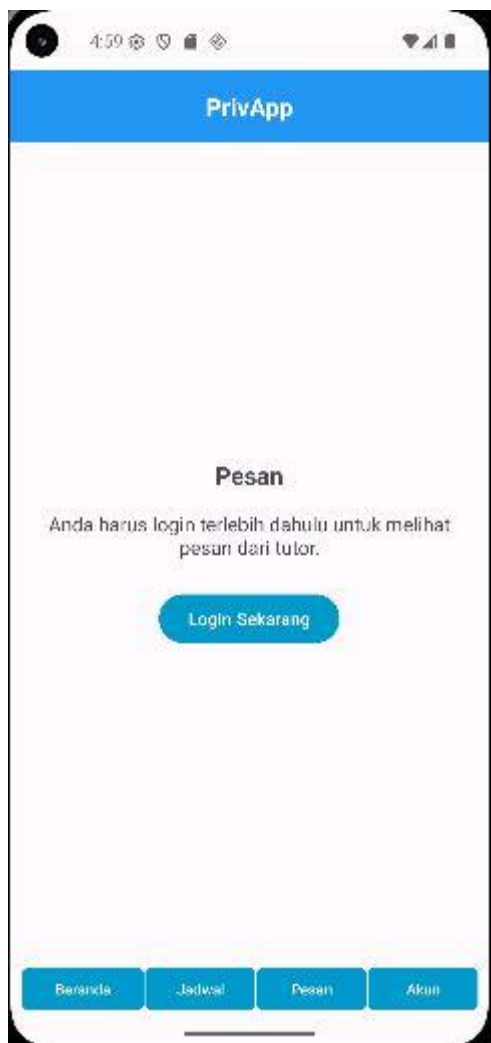 4:59
PrivApp
Pesan
Anda harus login terlebih dahulu untuk melihat
pesan dari tutor.
Login Sekarang
Beranda Jadwal Pesan Akun